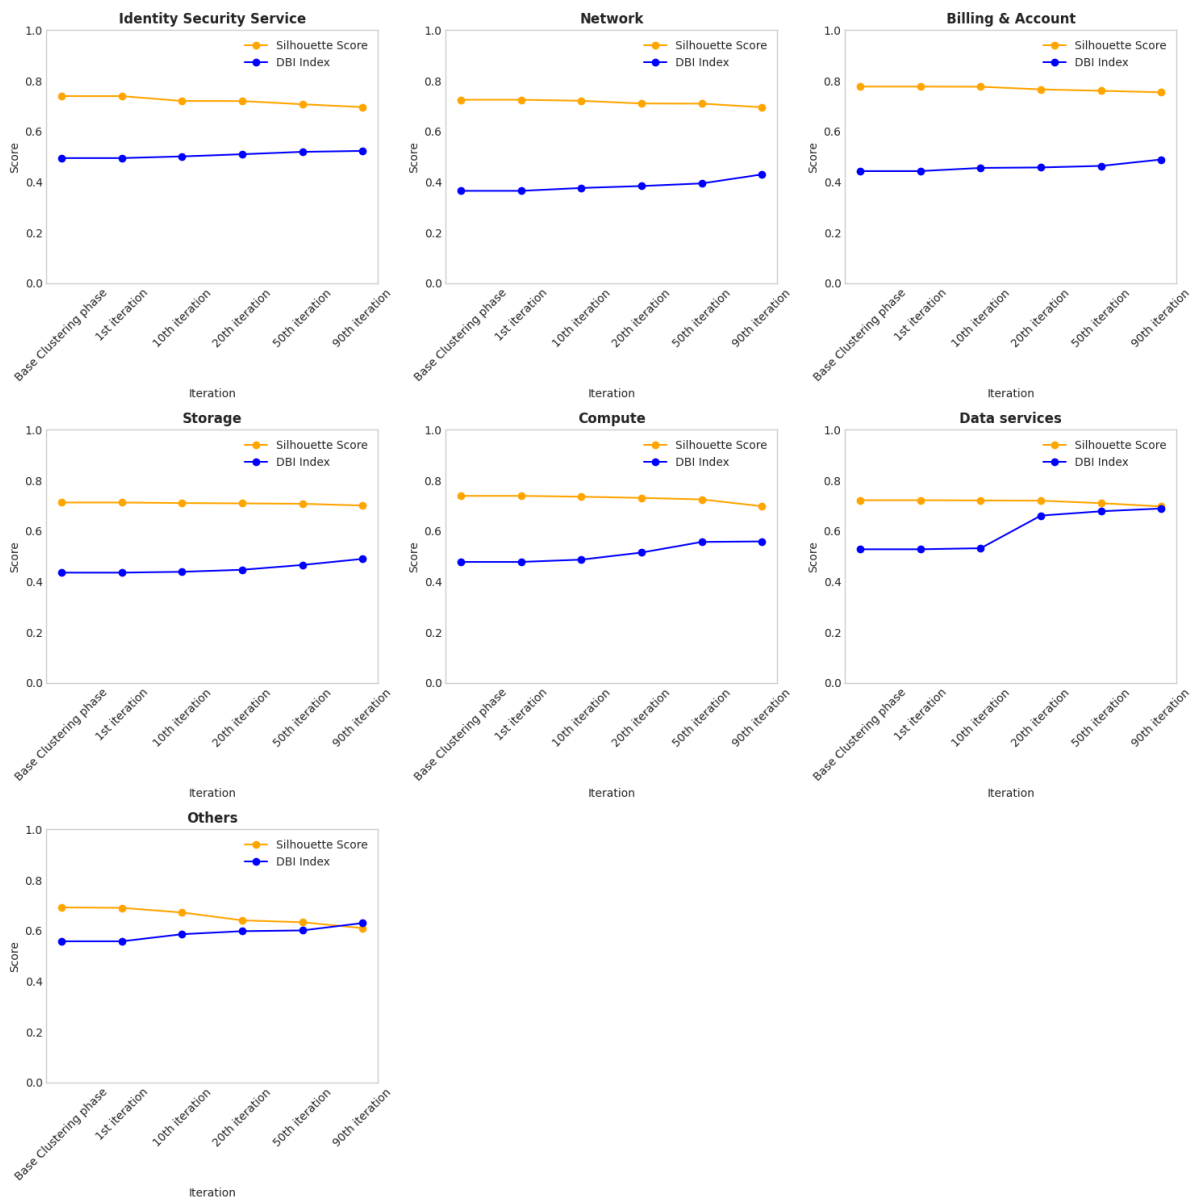 Identity Security Service
1.0
0.8
0.6
0.4
0.2
0.0
Score
Silhouette Score
DBI Index
Base Clustering phase
1st iteration
10th iteration
20th iteration
50th iteration
90th iteration
Iteration
Network
1.0
0.8
0.6
0.4
0.2
0.0
Score
Silhouette Score
DBI Index
Base Clustering phase
1st iteration
10th iteration
20th iteration
50th iteration
90th iteration
Iteration
Billing & Account
1.0
0.8
0.6
0.4
0.2
0.0
Score
Silhouette Score
DBI Index
Base Clustering phase
1st iteration
10th iteration
20th iteration
50th iteration
90th iteration
Iteration
Storage
1.0
0.8
0.6
0.4
0.2
0.0
Score
Silhouette Score
DBI Index
Base Clustering phase
1st iteration
10th iteration
20th iteration
50th iteration
90th iteration
Iteration
Compute
1.0
0.8
0.6
0.4
0.2
0.0
Score
Silhouette Score
DBI Index
Base Clustering phase
1st iteration
10th iteration
20th iteration
50th iteration
90th iteration
Iteration
Data services
1.0
0.8
0.6
0.4
0.2
0.0
Score
Silhouette Score
DBI Index
Base Clustering phase
1st iteration
10th iteration
20th iteration
50th iteration
90th iteration
Iteration
Others
1.0
0.8
0.6
0.4
0.2
0.0
Score
Silhouette Score
DBI Index
Base Clustering phase
1st iteration
10th iteration
20th iteration
50th iteration
90th iteration
Iteration